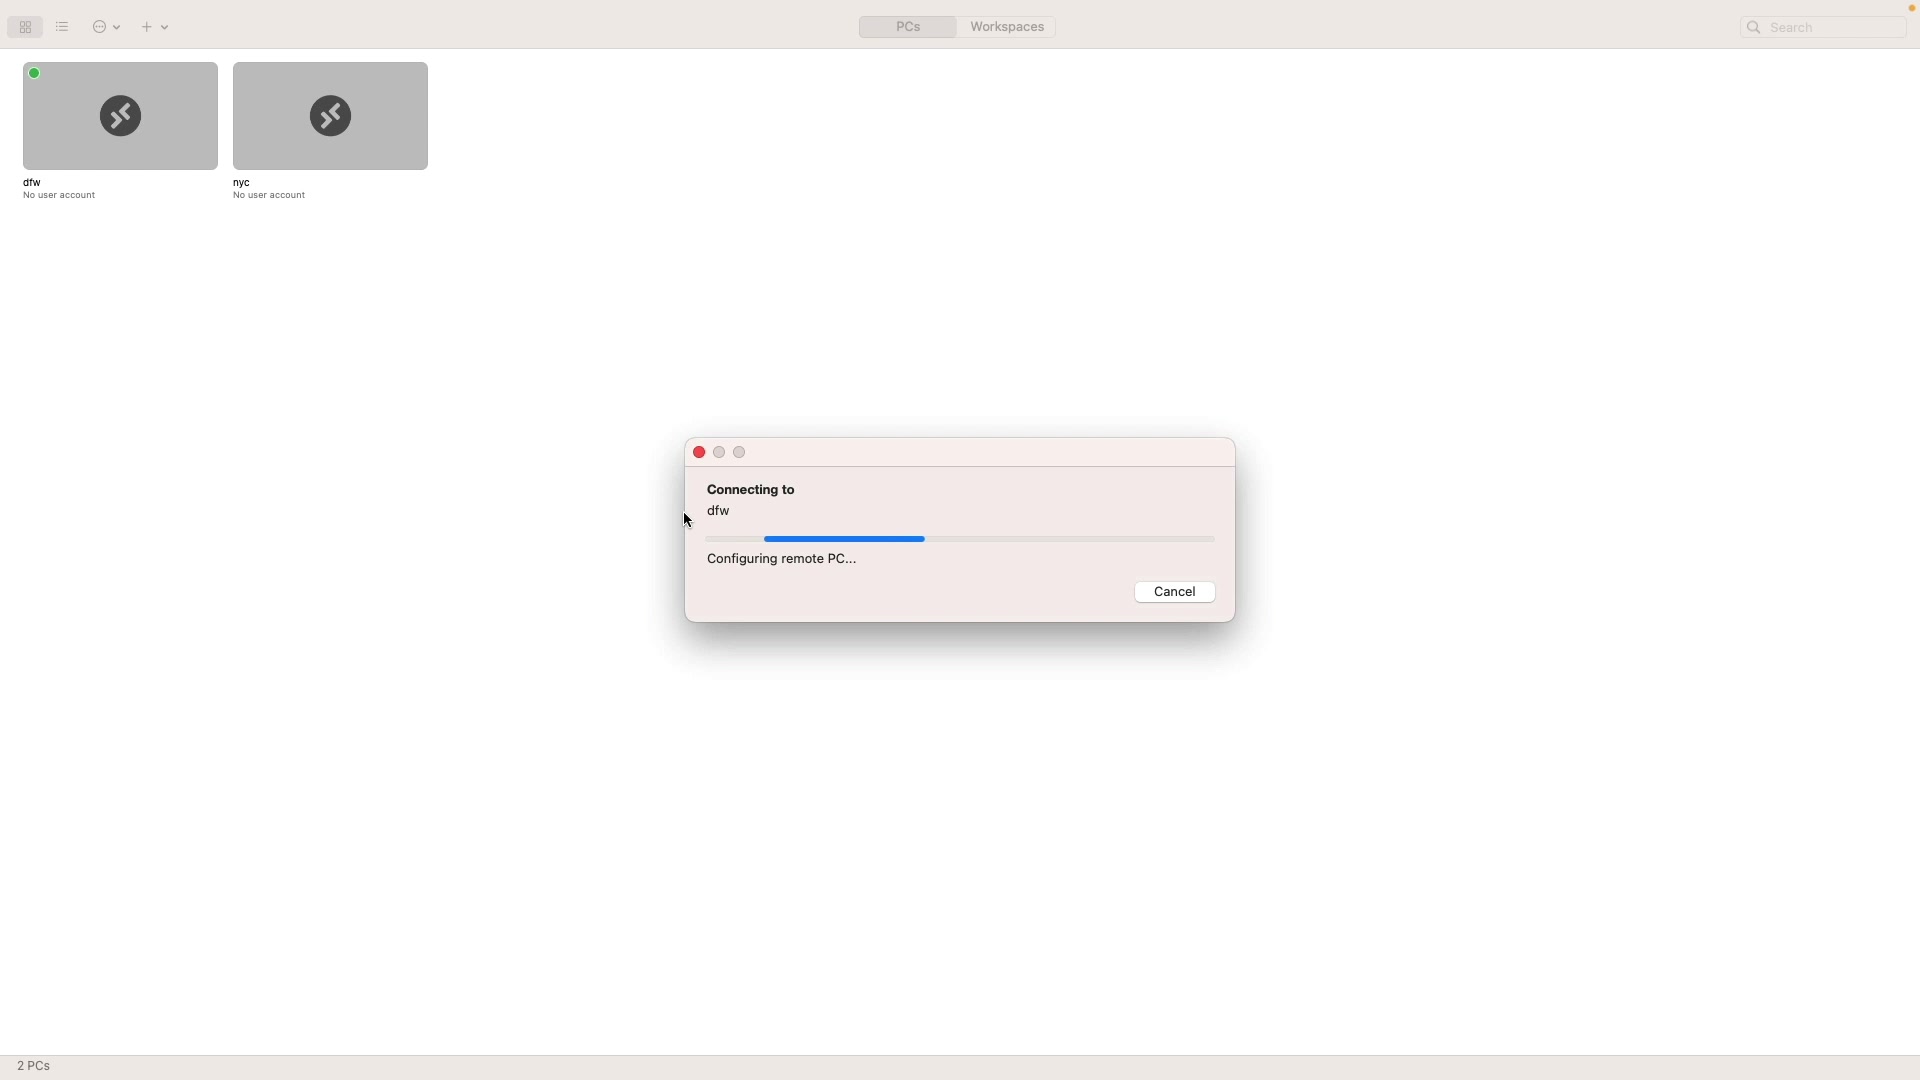 PCs
Workspaces
Search
dfw
No user account
nyc
No user account
Connecting to
dfw
Configuring remote PC...
Cancel
2 PCs